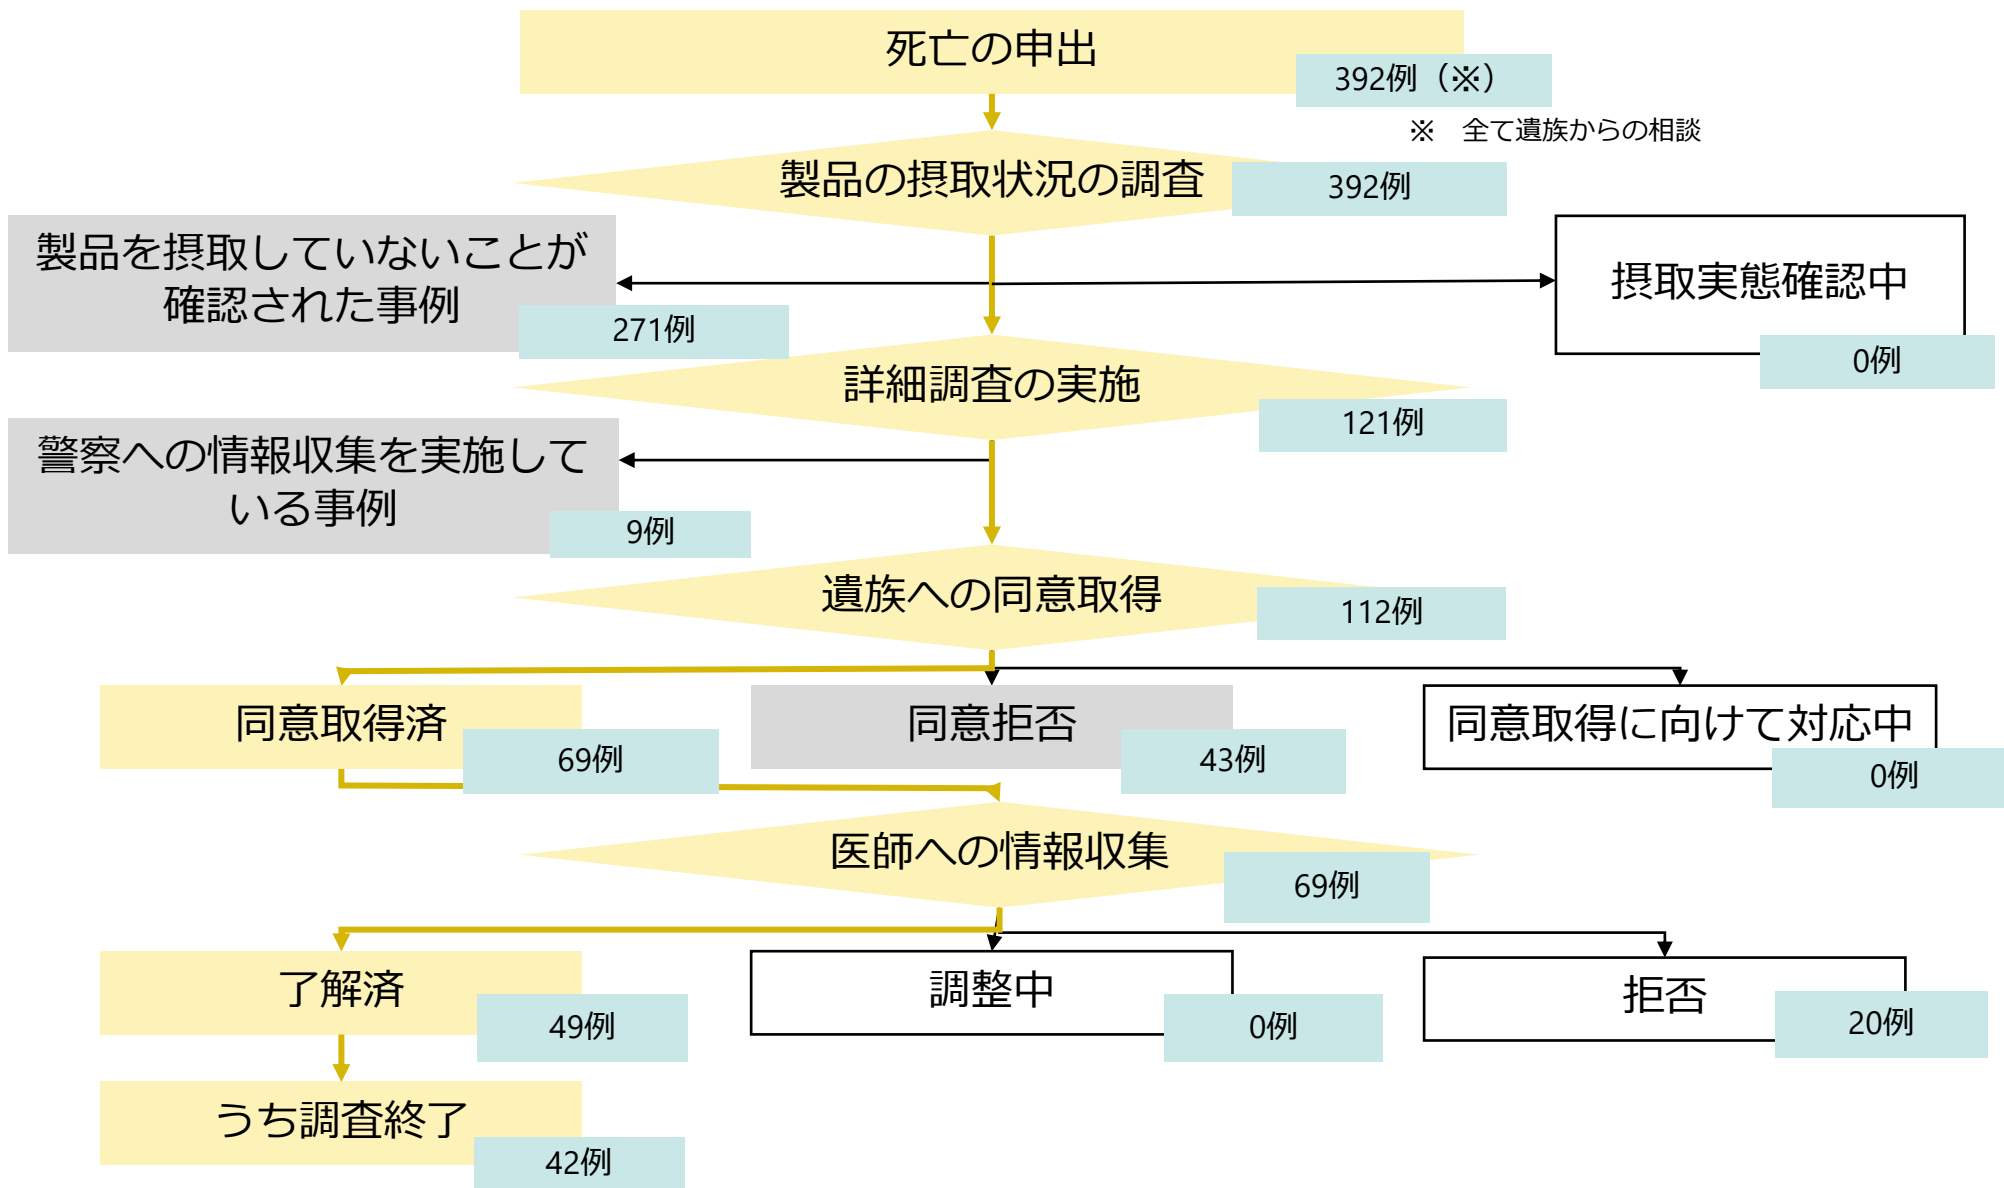 死亡の申出
392例（※）
※　全て遺族からの相談
製品の摂取状況の調査
392例
製品を摂取していないことが
確認された事例
271例
摂取実態確認中
0例
詳細調査の実施
121例
警察への情報収集を実施して
いる事例
9例
遺族への同意取得
112例
同意取得済
69例
同意拒否
43例
同意取得に向けて対応中
0例
医師への情報収集
69例
了解済
49例
調整中
0例
拒否
20例
うち調査終了
42例